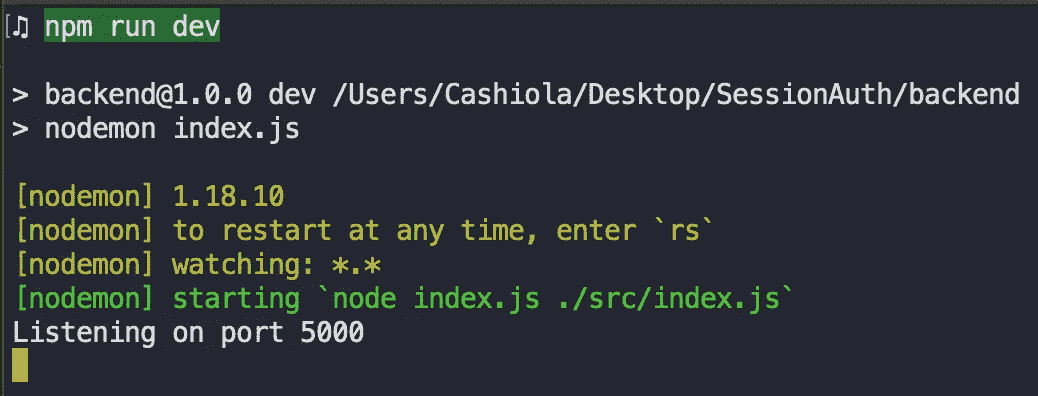 [♫ npm run dev
> backend@1.0.0 dev /Users/Cashiola/Desktop/SessionAuth/backend
> nodemon index.js
[nodemon] 1.18.10
[nodemon] to restart at any time, enter `rs`
[nodemon] watching: *.*
[nodemon] starting `node index.js ./src/index.js`
Listening on port 5000